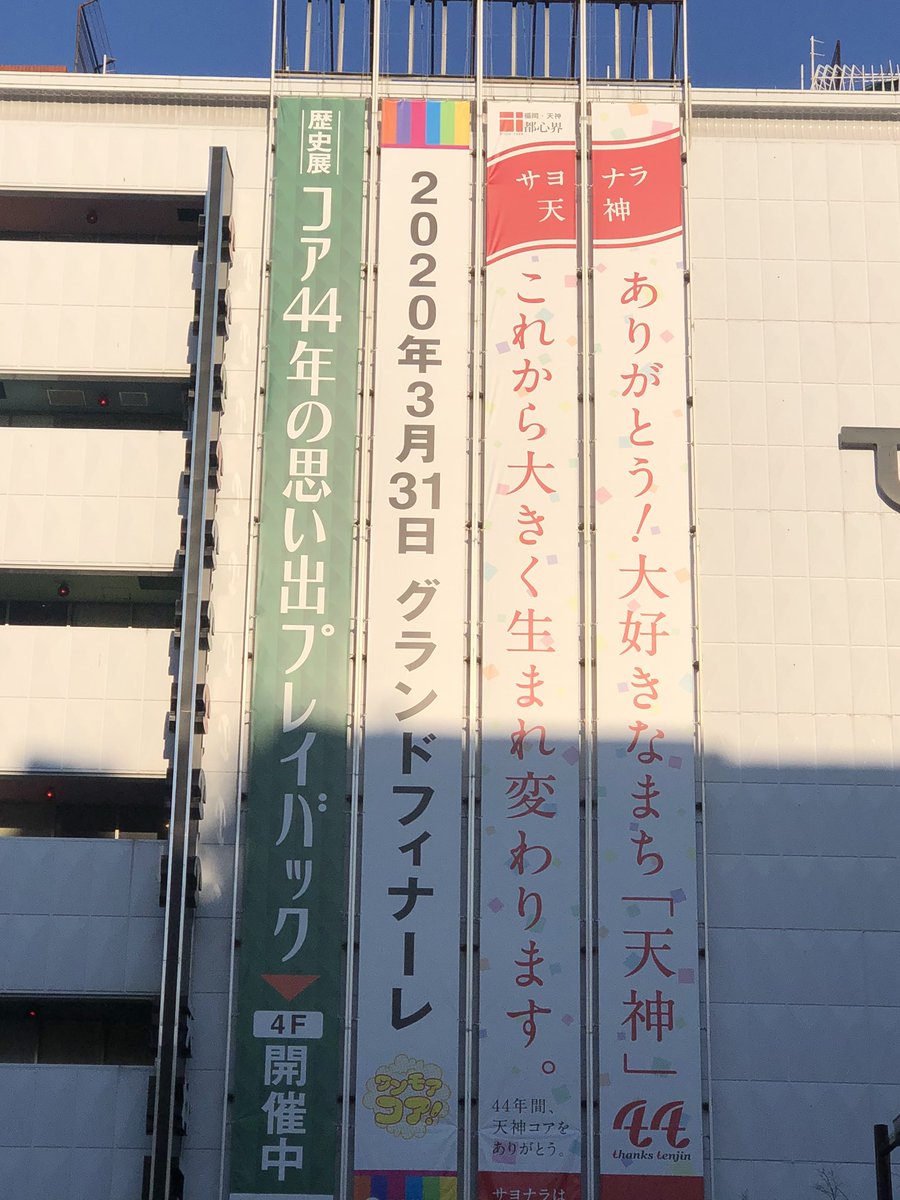 サヨナラ
天神
ありがとう!大好きなまち「天神」
44
thanks tenjin
都心界
福岡・天神
これから大きく生まれ変わります。
44年間、
天神コアを
ありがとう。
サヨナラは
2020年3月31日 グランドフィナーレ
ワンモア
コア!
歴史展
コア44年の思い出プレイバック
4F
開催中